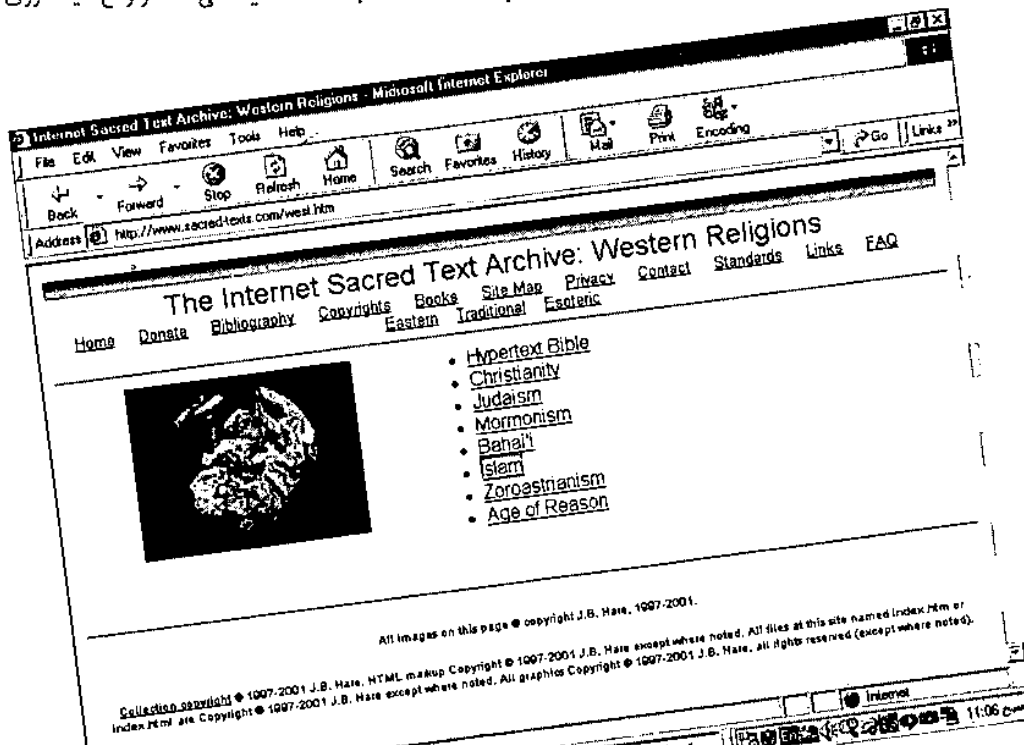 Internet Sacred Text Archive: Western Religions - Microsoft Internet Explorer
File Edit View Favorites Tools Help
Back Forward Stop Refresh Home Search Favorites History Mail Print Encoding
Address http://www.sacred-texts.com/west.htm Go Links »
The Internet Sacred Text Archive: Western Religions
Home Donate Bibliography Copyrights Books Site Map Privacy Contact Standards Links FAQ
Eastern Traditional Esoteric
• Hypertext Bible
• Christianity
• Judaism
• Mormonism
• Bahai'i
• Islam
• Zoroastrianism
• Age of Reason
All images on this page © copyright J.B. Hare, 1997-2001.
Collection copyright © 1997-2001 J.B. Hare, HTML markup Copyright © 1997-2001 J.B. Hare except where noted. All files at this site named index.htm or
index.html are Copyright © 1997-2001 J.B. Hare except where noted. All graphics Copyright © 1997-2001 J.B. Hare, all rights reserved (except where noted).
Internet
11:06